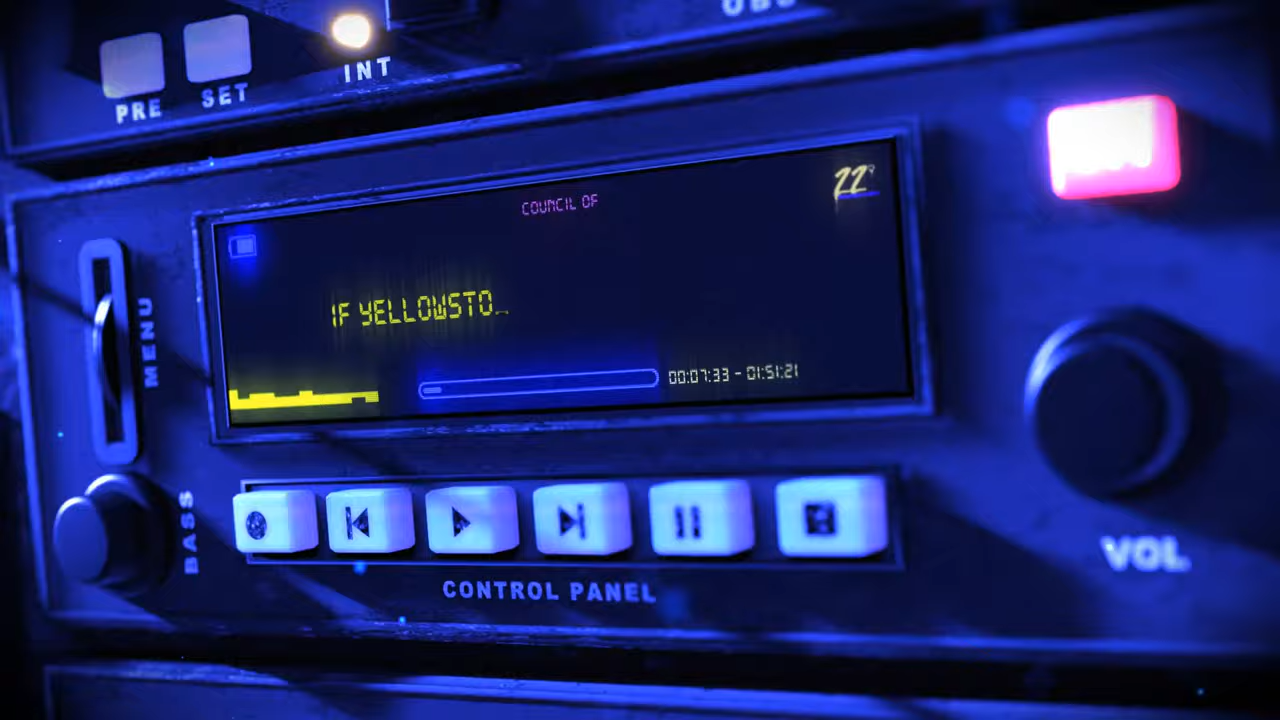 PRE
SET
INT
COUNCIL OF
22°
IF YELLOWSTO...
00:07:33 - 01:51:21
MENU
BASS
CONTROL PANEL
VOL